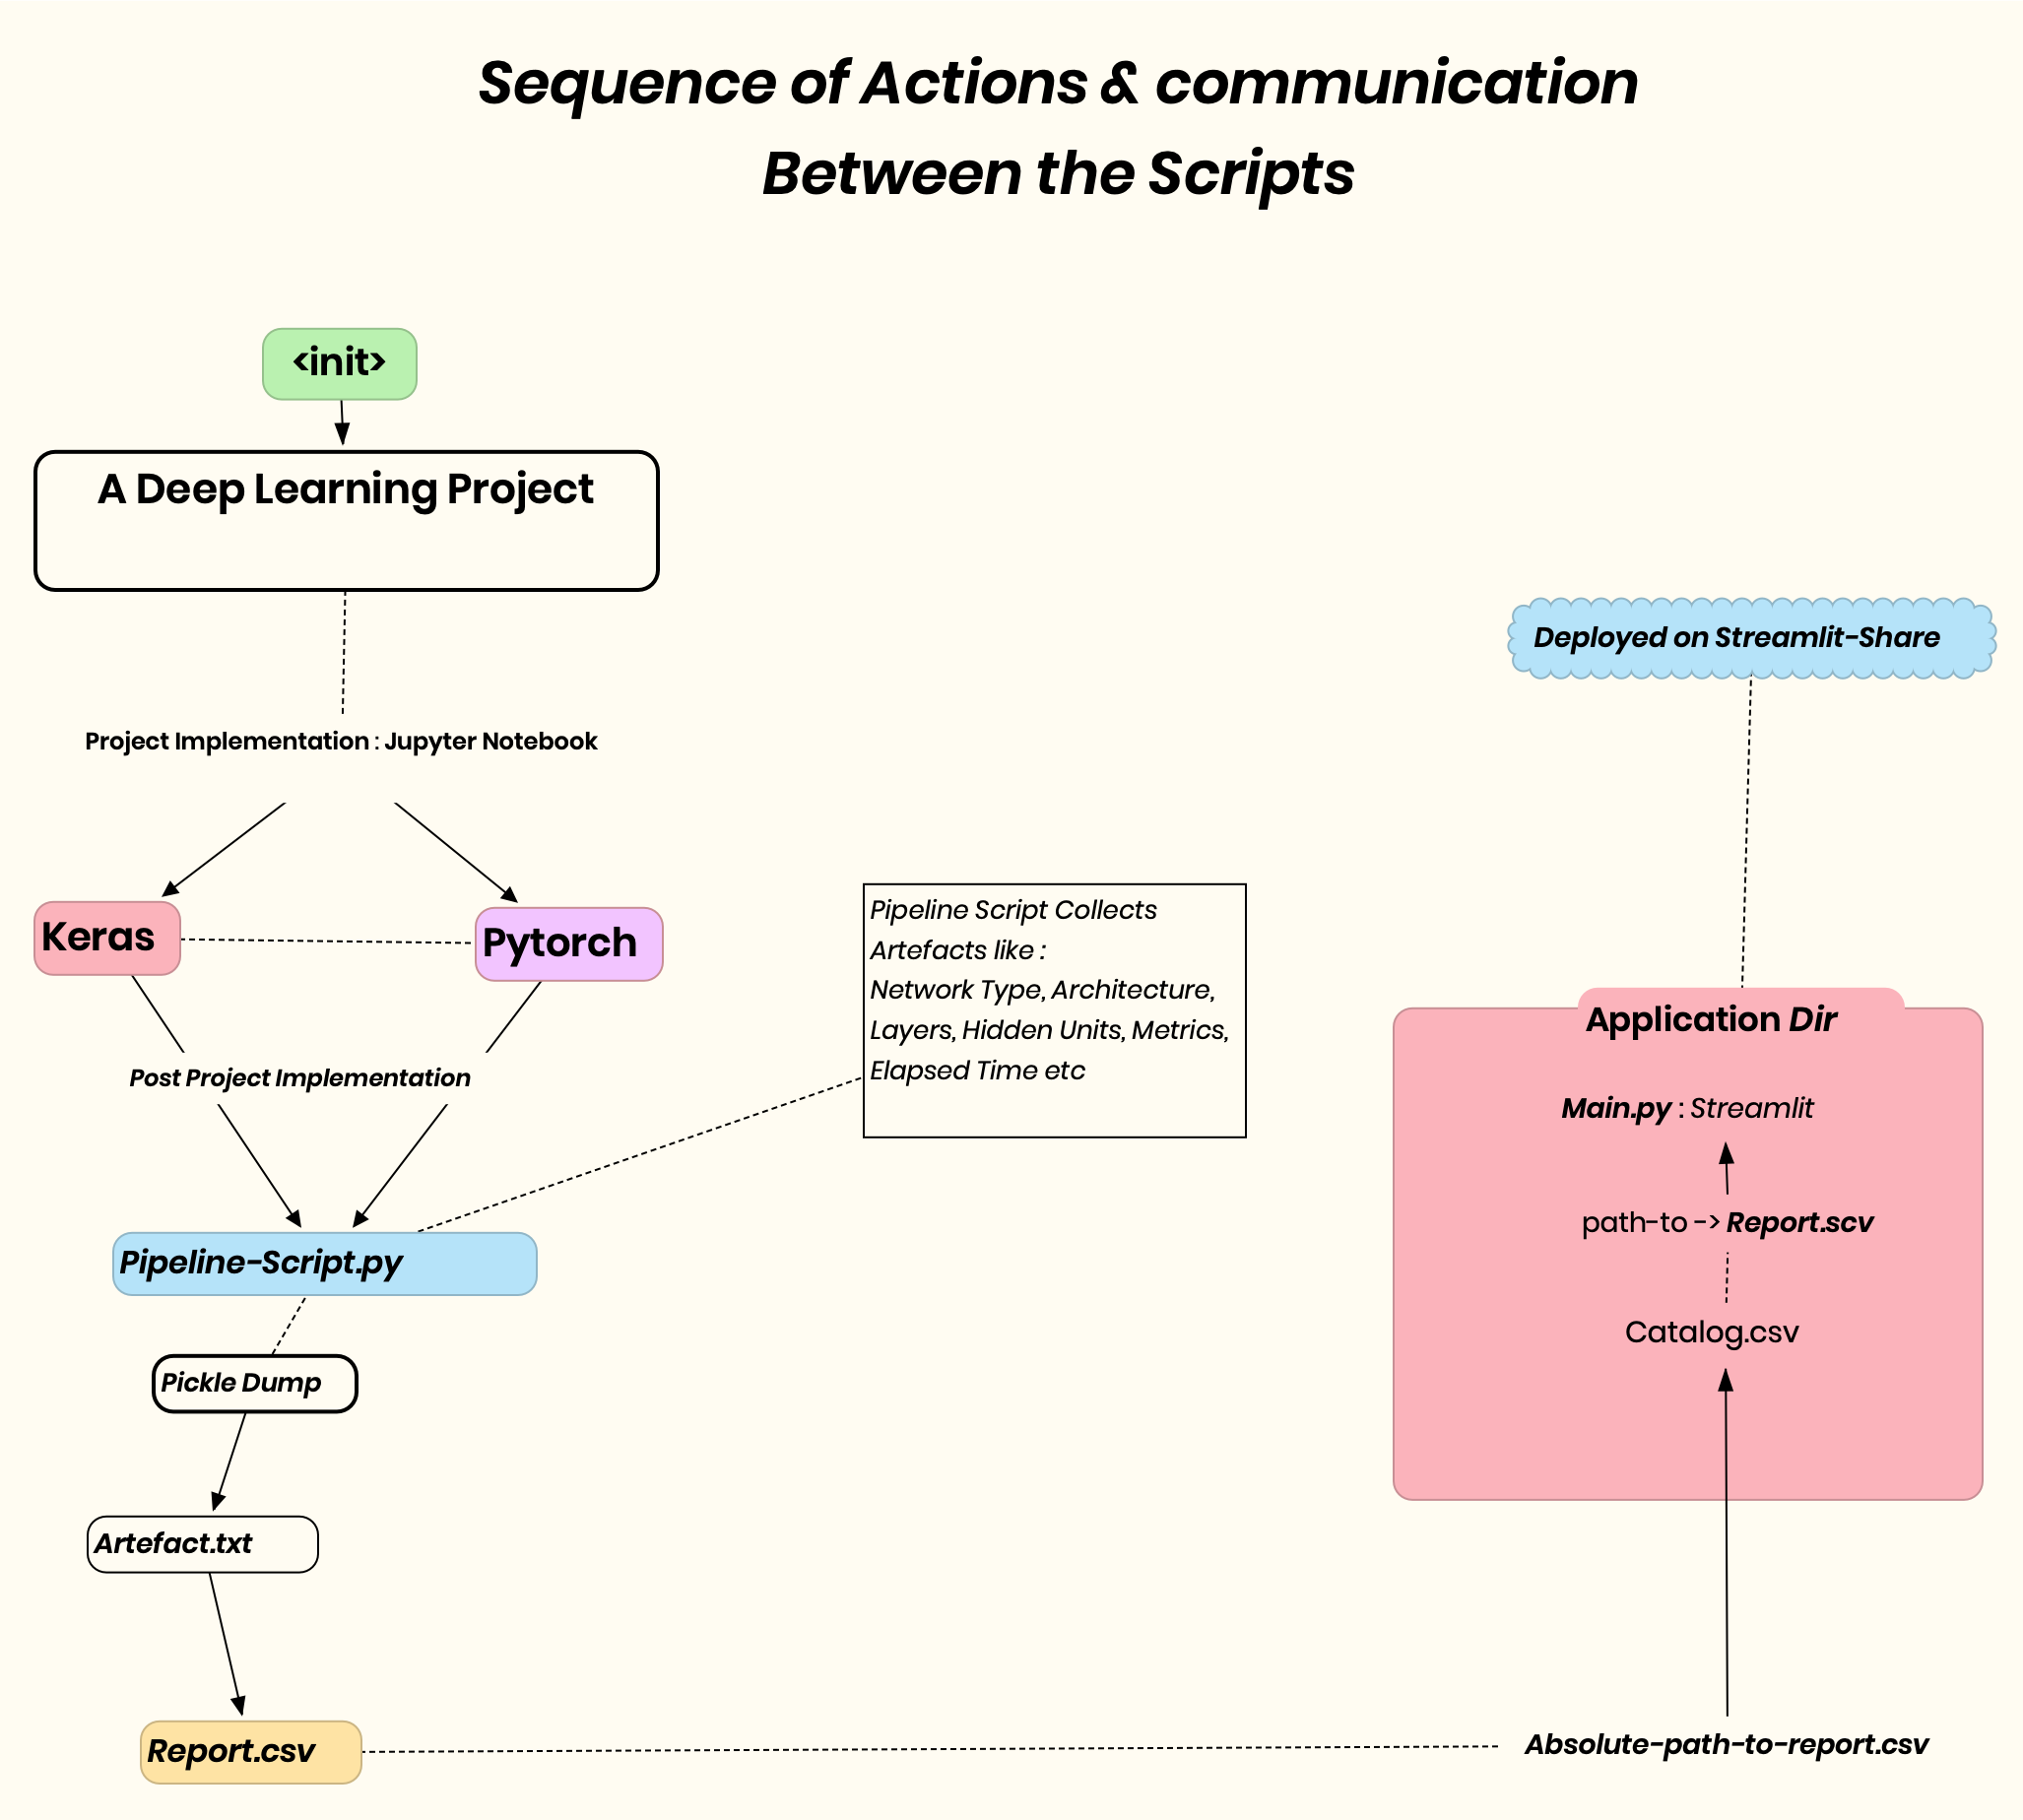 Sequence of Actions & communication
Between the Scripts
<init>
A Deep Learning Project
Project Implementation : Jupyter Notebook
Keras
Pytorch
Post Project Implementation
Pipeline Script Collects
Artefacts like :
Network Type, Architecture,
Layers, Hidden Units, Metrics,
Elapsed Time etc
Pipeline-Script.py
Pickle Dump
Artefact.txt
Report.csv
Deployed on Streamlit-Share
Application Dir
Main.py : Streamlit
path-to -> Report.scv
Catalog.csv
Absolute-path-to-report.csv